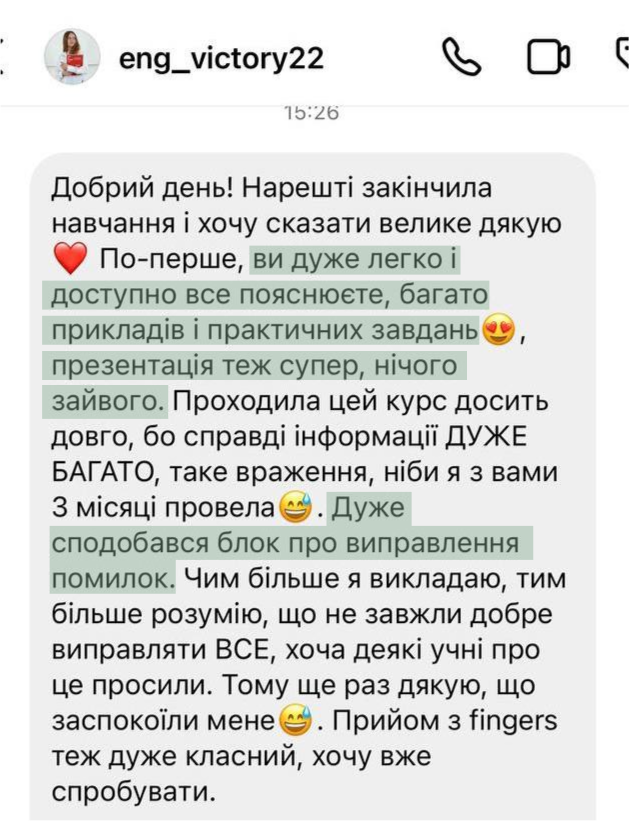 eng_victory22
15:26
Добрий день! Нарешті закінчила
навчання і хочу сказати велике дякую
❤️ По-перше, ви дуже легко і
доступно все пояснюєте, багато
прикладів і практичних завдань😍,
презентація теж супер, нічого
зайвого. Проходила цей курс досить
довго, бо справді інформації ДУЖЕ
БАГАТО, таке враження, ніби я з вами
3 місяці провела😅. Дуже
сподобався блок про виправлення
помилок. Чим більше я викладаю, тим
більше розумію, що не завжли добре
виправляти ВСЕ, хоча деякі учні про
це просили. Тому ще раз дякую, що
заспокоїли мене😅. Прийом з fingers
теж дуже класний, хочу вже
спробувати.